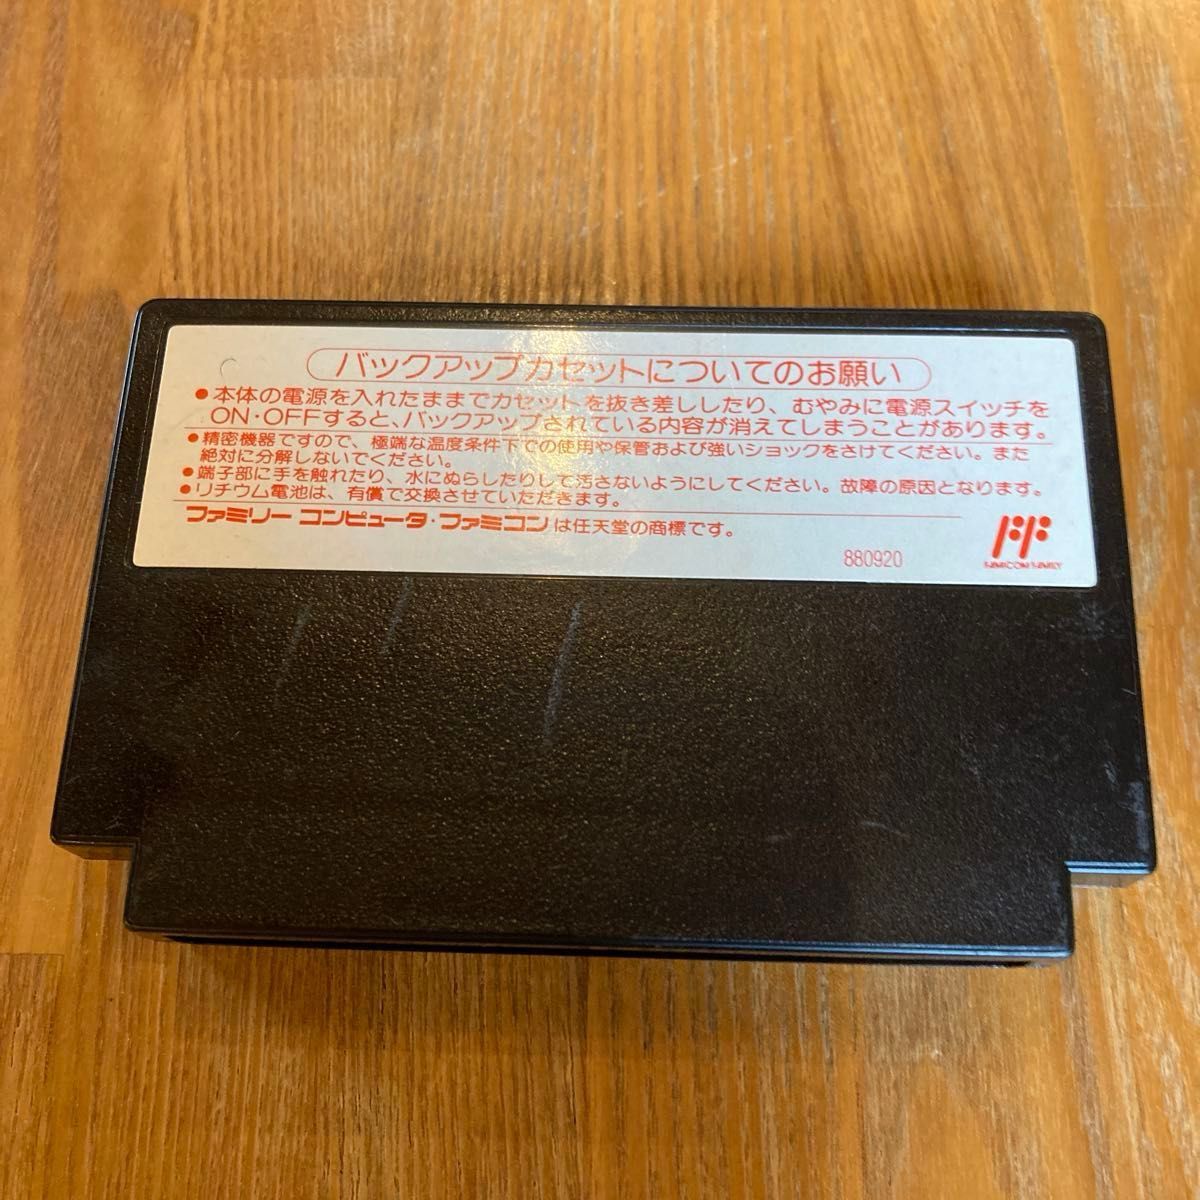 バックアップカセットについてのお願い
●本体の電源を入れたままでカセットを抜き差ししたり、むやみに電源スイッチを
ON・OFFすると、バックアップされている内容が消えてしまうことがあります。
●精密機器ですので、極端な温度条件下での使用や保管および強いショックをさけてください。また
絶対に分解しないでください。
●端子部に手を触れたり、水にぬらしたりして汚さないようにしてください。故障の原因となります。
●リチウム電池は、有償で交換させていただきます。
ファミリー コンピュータ・ファミコンは任天堂の商標です。
880920
FF
FAMICOM FAMILY